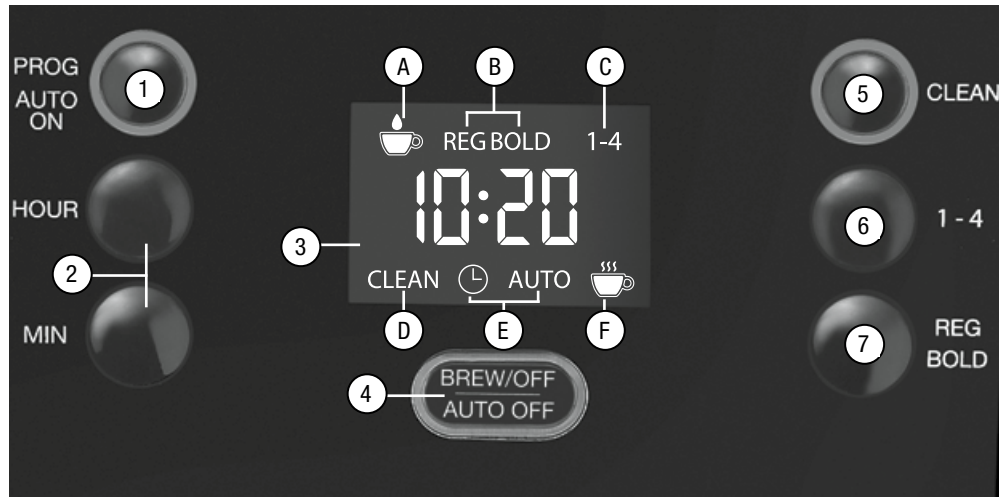 PROG
AUTO
ON
1
HOUR
2
MIN
A
B
C
REG BOLD
1-4
10:20
3
CLEAN
AUTO
D
E
F
4
BREW/OFF
AUTO OFF
5
CLEAN
6
1 - 4
7
REG
BOLD